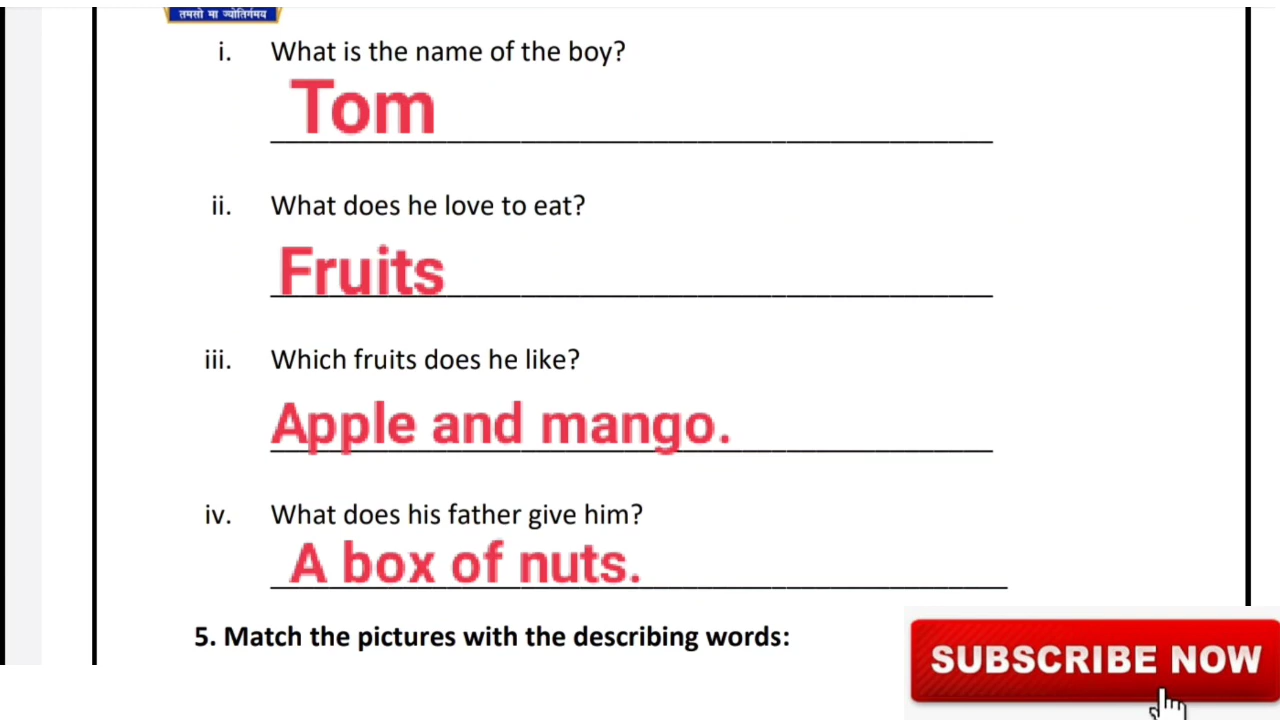 तमसो मा ज्योतिर्गमय
i. What is the name of the boy?
Tom
ii. What does he love to eat?
Fruits
iii. Which fruits does he like?
Apple and mango.
iv. What does his father give him?
A box of nuts.
5. Match the pictures with the describing words:
SUBSCRIBE NOW